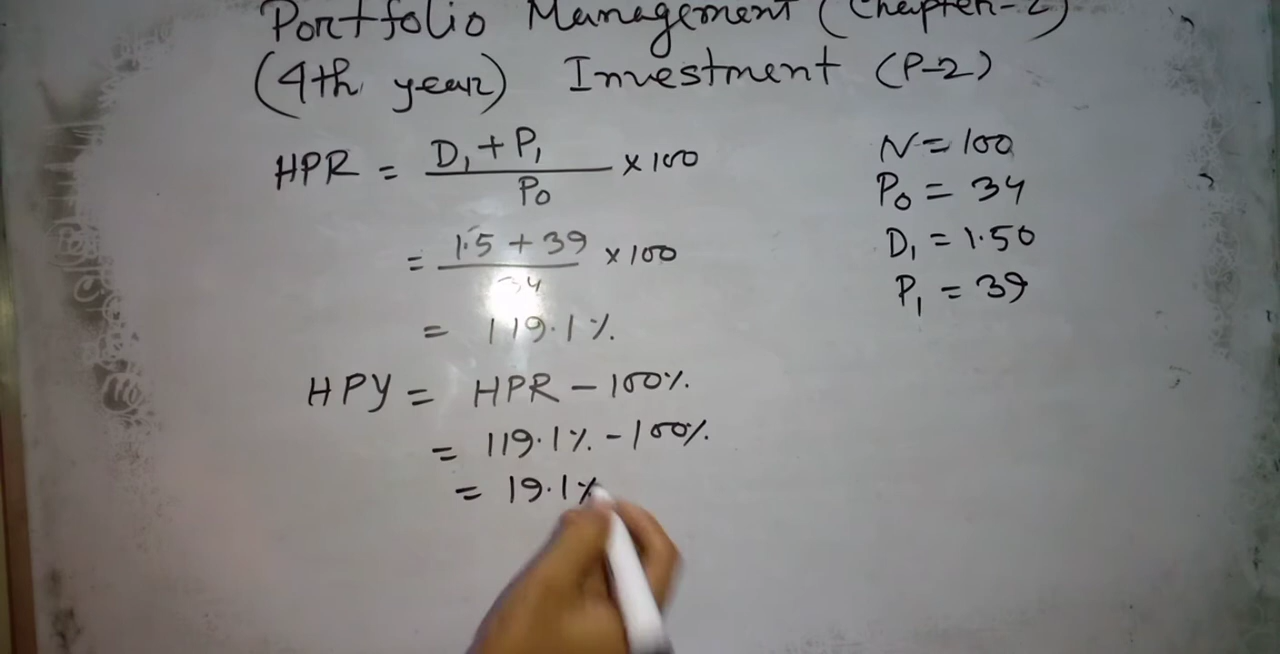 Portfolio Management (Chapter-2)
(4th year) Investment (P-2)
HPR = D₁ + P₁ / P₀ × 100
= 1.5 + 39 / 34 × 100
= 119.1%
HPY = HPR - 100%
= 119.1% - 100%
= 19.1%
N = 100
P₀ = 34
D₁ = 1.50
P₁ = 39